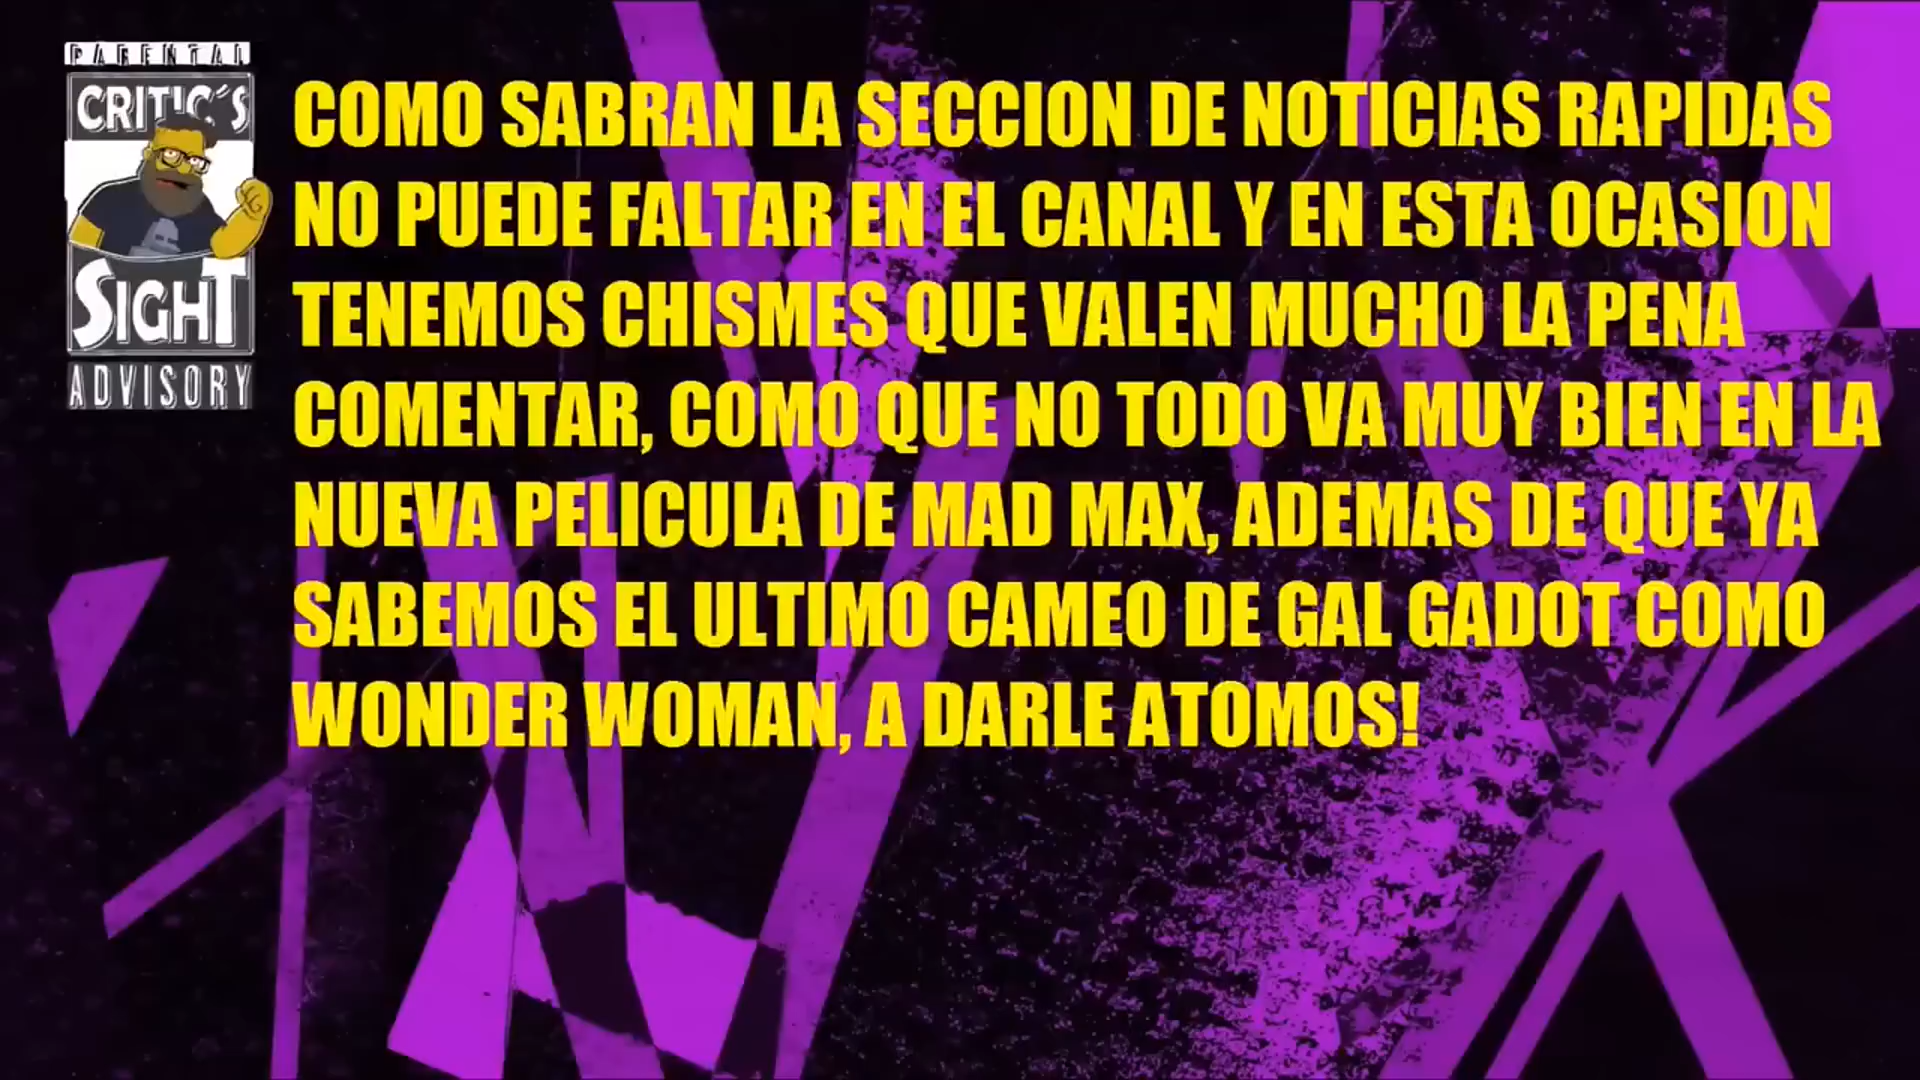 PARENTAL
CRITIC'S
SIGHT
ADVISORY
COMO SABRAN LA SECCION DE NOTICIAS RAPIDAS
NO PUEDE FALTAR EN EL CANAL Y EN ESTA OCASION
TENEMOS CHISMES QUE VALEN MUCHO LA PENA
COMENTAR, COMO QUE NO TODO VA MUY BIEN EN LA
NUEVA PELICULA DE MAD MAX, ADEMAS DE QUE YA
SABEMOS EL ULTIMO CAMEO DE GAL GADOT COMO
WONDER WOMAN, A DARLE ATOMOS!